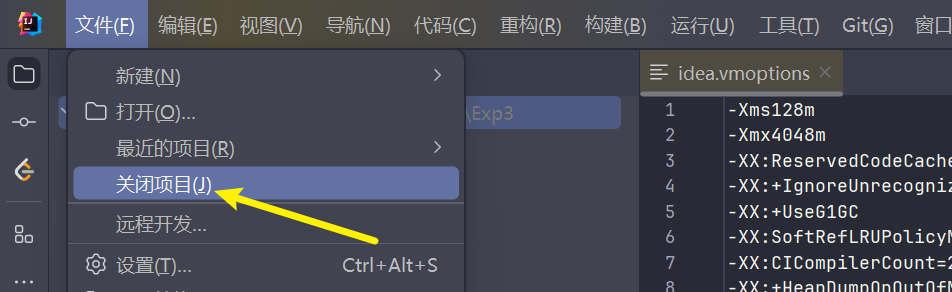 文件(F) 编辑(E) 视图(V) 导航(N) 代码(C) 重构(R) 构建(B) 运行(U) 工具(T) Git(G) 窗口
新建(N)
打开(O)...
\Exp3
最近的项目(R)
关闭项目(J)
远程开发...
设置(T)... Ctrl+Alt+S
idea.vmoptions
1 -Xms128m
2 -Xmx4048m
3 -XX:ReservedCodeCache
4 -XX:+IgnoreUnrecogniz
5 -XX:+UseG1GC
6 -XX:SoftRefLRUPolicyM
7 -XX:CICompilerCount=2
8 -XX:+HeapDumpOnOutOfM